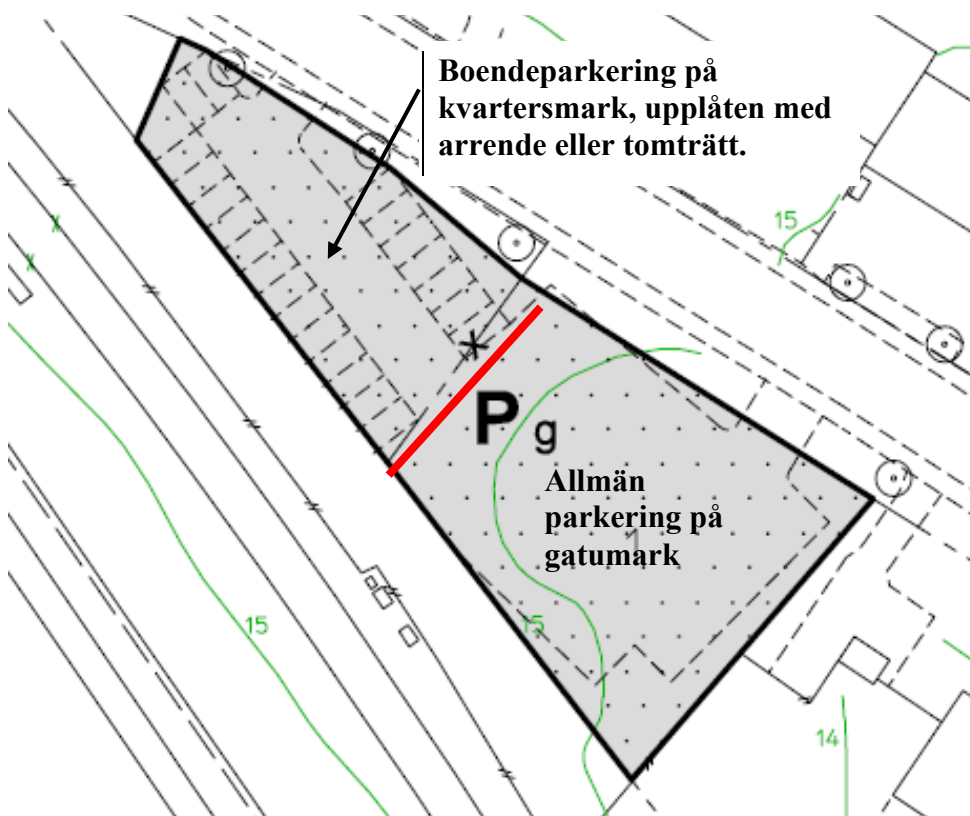 Boendeparkering på
kvartersmark, upplåten med
arrende eller tomträtt.
15
P g
Allmän
parkering på
gatumark
1
15
15
14